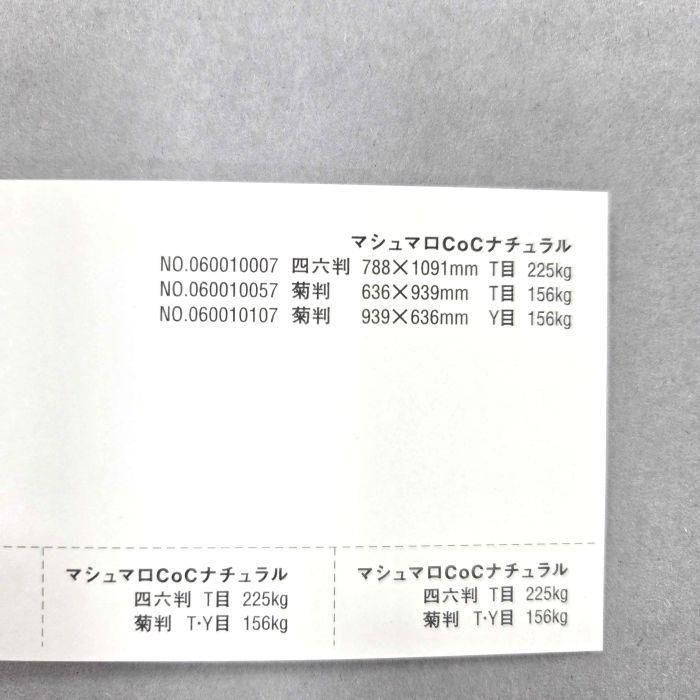 マシュマロCoCナチュラル
NO.060010007 四六判 788×1091mm T目 225kg
NO.060010057 菊判 636×939mm T目 156kg
NO.060010107 菊判 939×636mm Y目 156kg
マシュマロCoCナチュラル
四六判 T目 225kg
菊判 T·Y目 156kg
マシュマロCoCナチュラル
四六判 T目 225kg
菊判 T·Y目 156kg